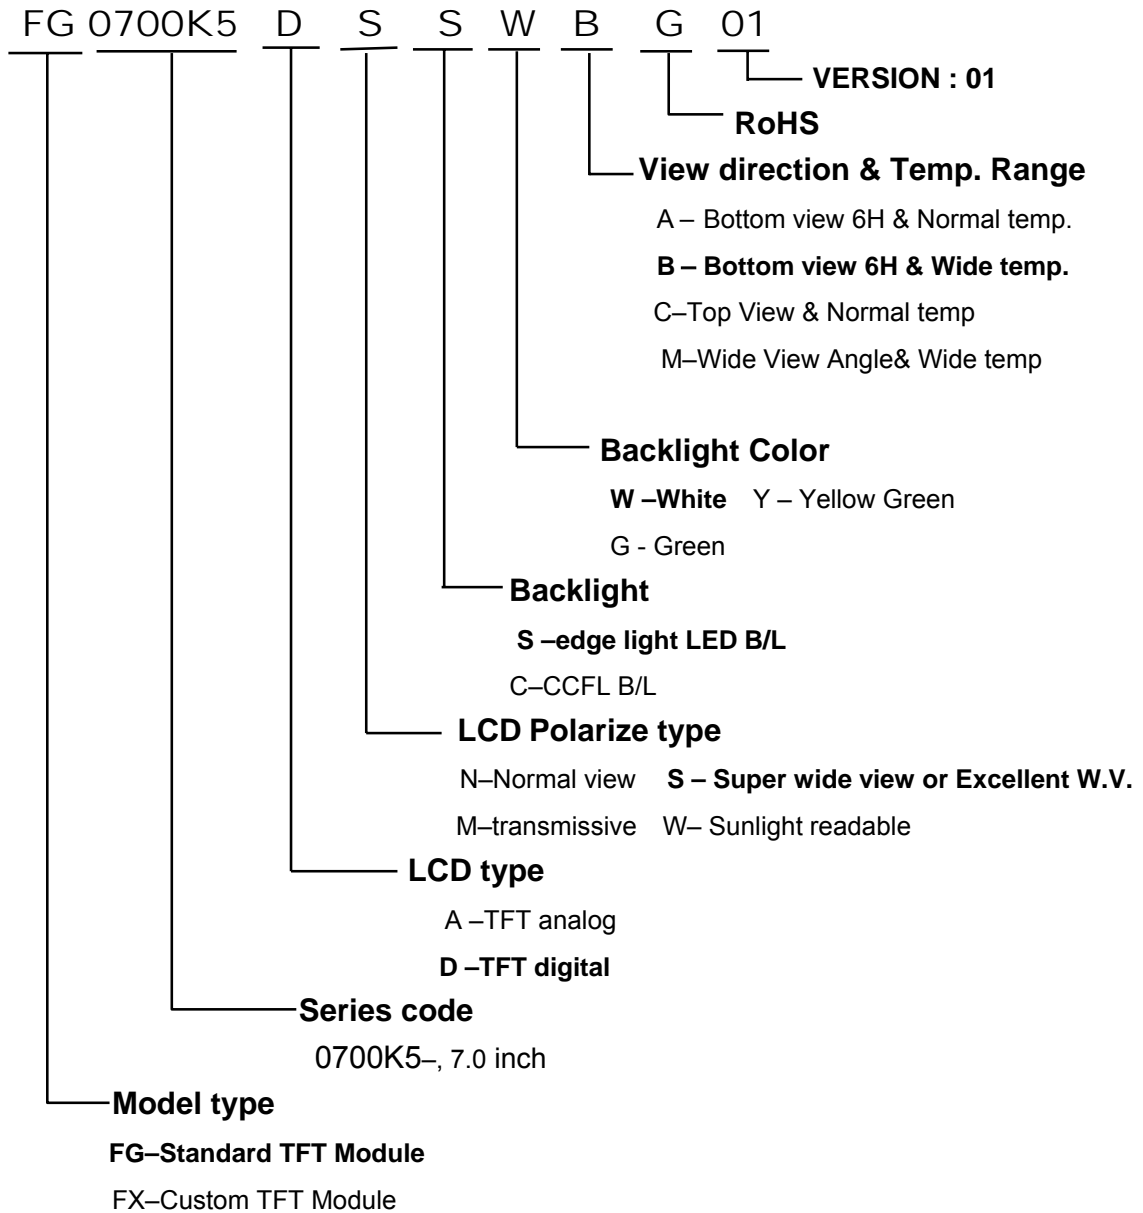 FG 0700K5 D S S W B G 01
VERSION : 01
RoHS
View direction & Temp. Range
A – Bottom view 6H & Normal temp.
B – Bottom view 6H & Wide temp.
C–Top View & Normal temp
M–Wide View Angle& Wide temp
Backlight Color
W –White Y – Yellow Green
G - Green
Backlight
S –edge light LED B/L
C–CCFL B/L
LCD Polarize type
N–Normal view S – Super wide view or Excellent W.V.
M–transmissive W– Sunlight readable
LCD type
A –TFT analog
D –TFT digital
Series code
0700K5–, 7.0 inch
Model type
FG–Standard TFT Module
FX–Custom TFT Module